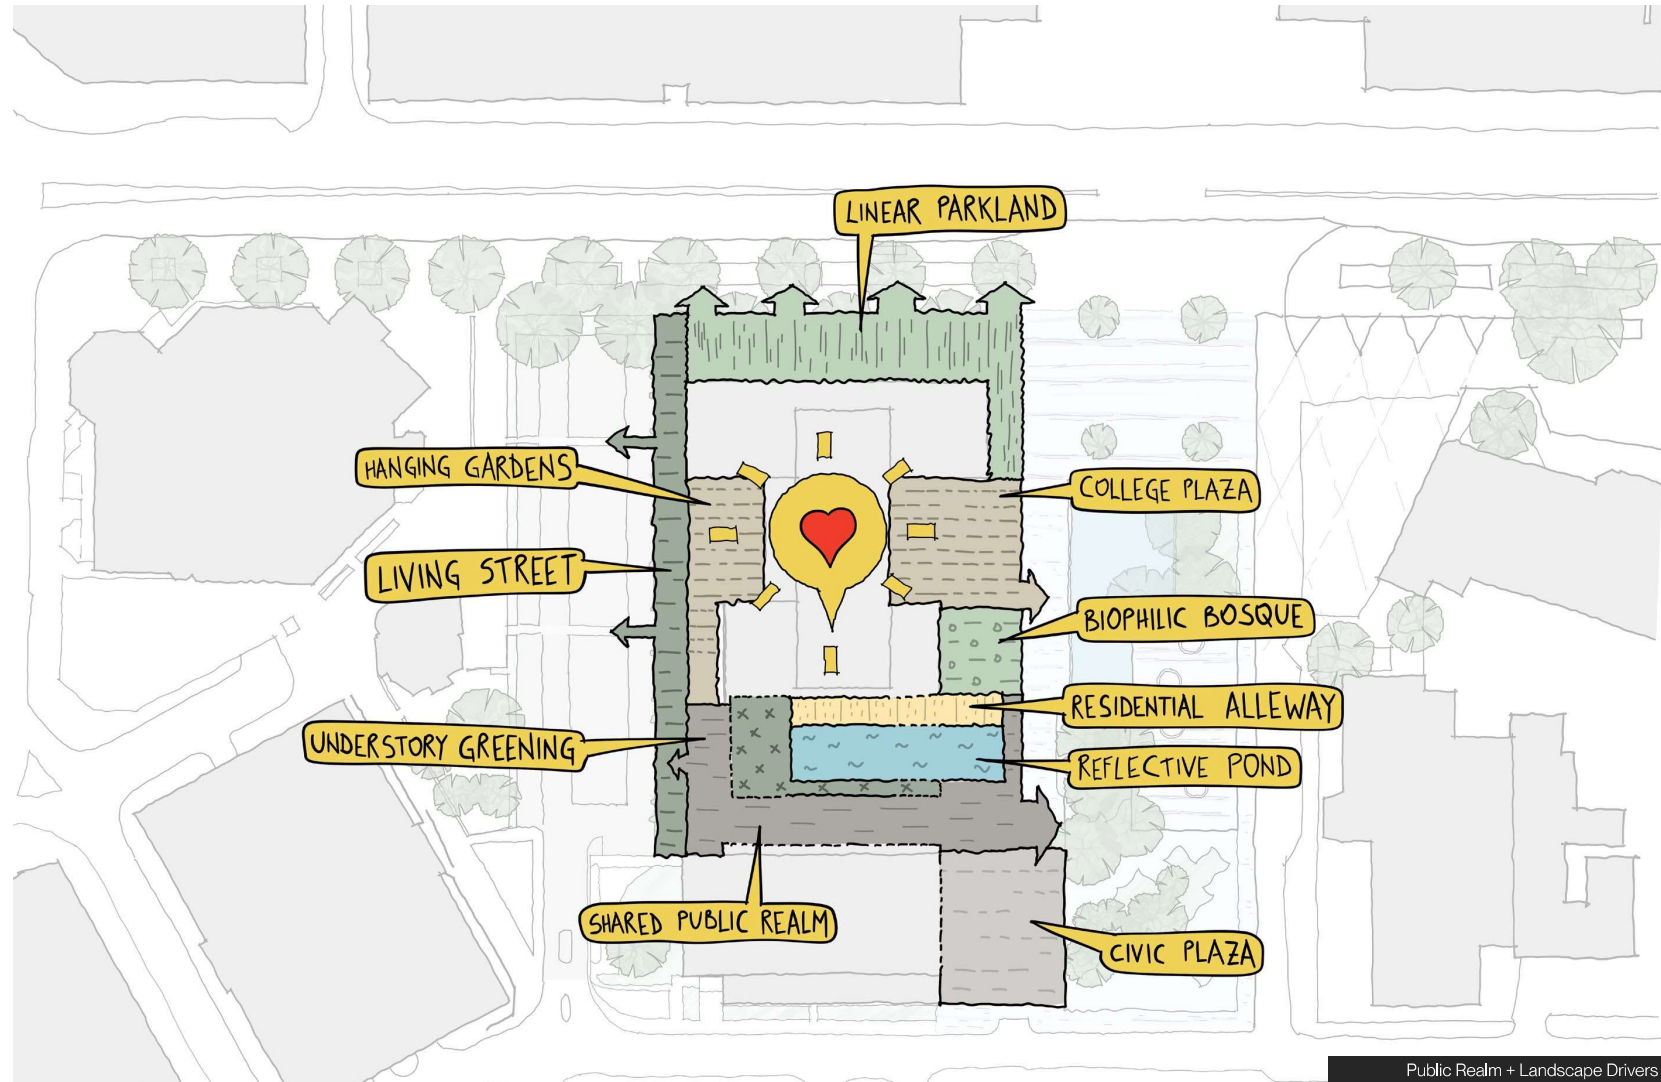 LINEAR PARKLAND
HANGING GARDENS
COLLEGE PLAZA
LIVING STREET
BIOPHILIC BOSQUE
RESIDENTIAL ALLEWAY
UNDERSTORY GREENING
REFLECTIVE POND
SHARED PUBLIC REALM
CIVIC PLAZA
Public Realm + Landscape Drivers